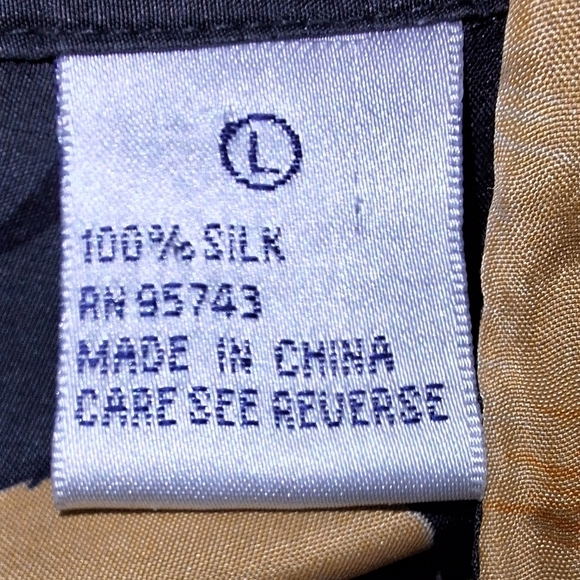 L
100% SILK
RN 95743
MADE IN CHINA
CARE SEE REVERSE